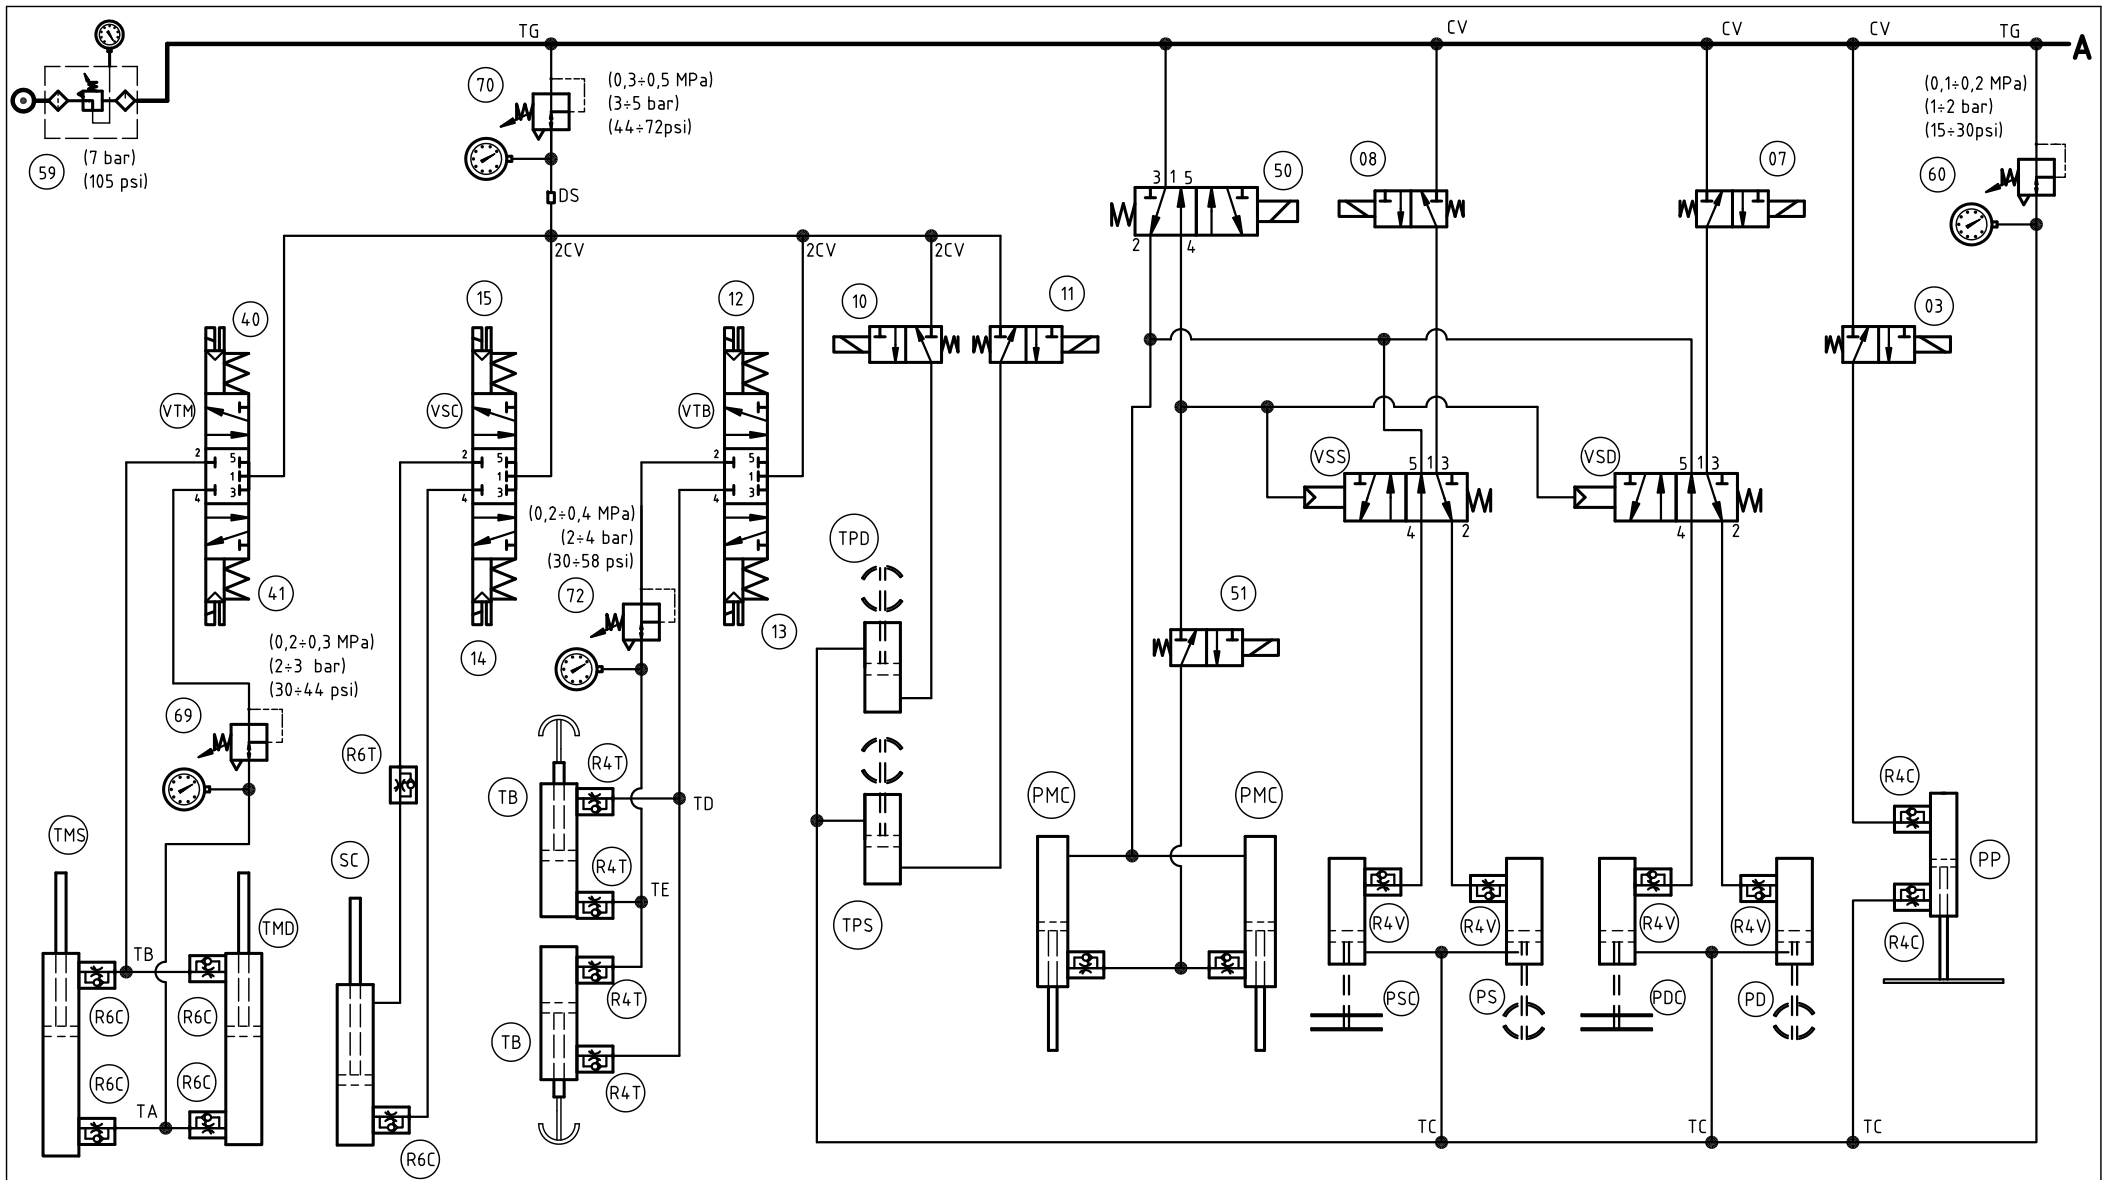 TG
CV
CV
CV
TG
A
59
(7 bar)
(105 psi)
70
(0,3÷0,5 MPa)
(3÷5 bar)
(44÷72psi)
DS
(0,1÷0,2 MPa)
(1÷2 bar)
(15÷30psi)
60
3 1 5
50
2 4
08
07
2CV
2CV
2CV
40
15
12
10
11
03
VTM
VSC
VTB
2 5
1
4 3
2 5
1
4 3
2 5
1
4 3
VSS
5 1 3
4 2
VSD
5 1 3
4 2
(0,2÷0,4 MPa)
(2÷4 bar)
(30÷58 psi)
72
TPD
41
14
13
51
(0,2÷0,3 MPa)
(2÷3 bar)
(30÷44 psi)
69
R6T
R4T
TB
TD
PMC
PMC
R4C
TMS
SC
R4T
TE
PP
TMD
TPS
R4V
R4V
R4V
R4V
R4C
TB
R6C
R6C
R4T
PSC
PS
PDC
PD
TB
R6C
R6C
R4T
TA
R6C
TC
TC
TC